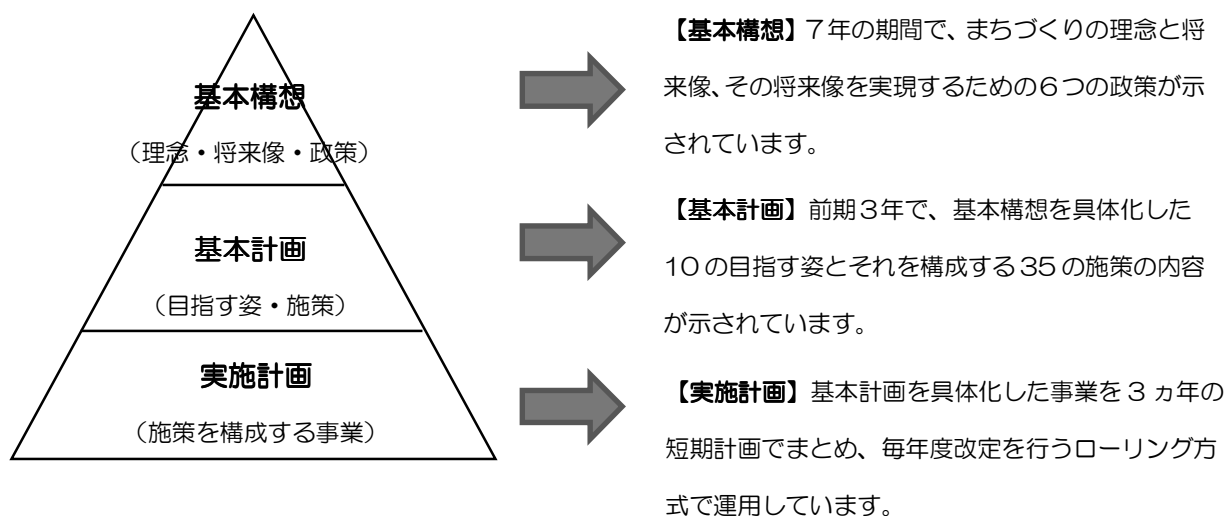 基本構想
（理念・将来像・政策）
【基本構想】７年の期間で、まちづくりの理念と将
来像、その将来像を実現するための６つの政策が示
されています。
基本計画
（目指す姿・施策）
【基本計画】前期３年で、基本構想を具体化した
10 の目指す姿とそれを構成する 35 の施策の内容
が示されています。
実施計画
（施策を構成する事業）
【実施計画】基本計画を具体化した事業を 3 ヵ年の
短期計画でまとめ、毎年度改定を行うローリング方
式で運用しています。